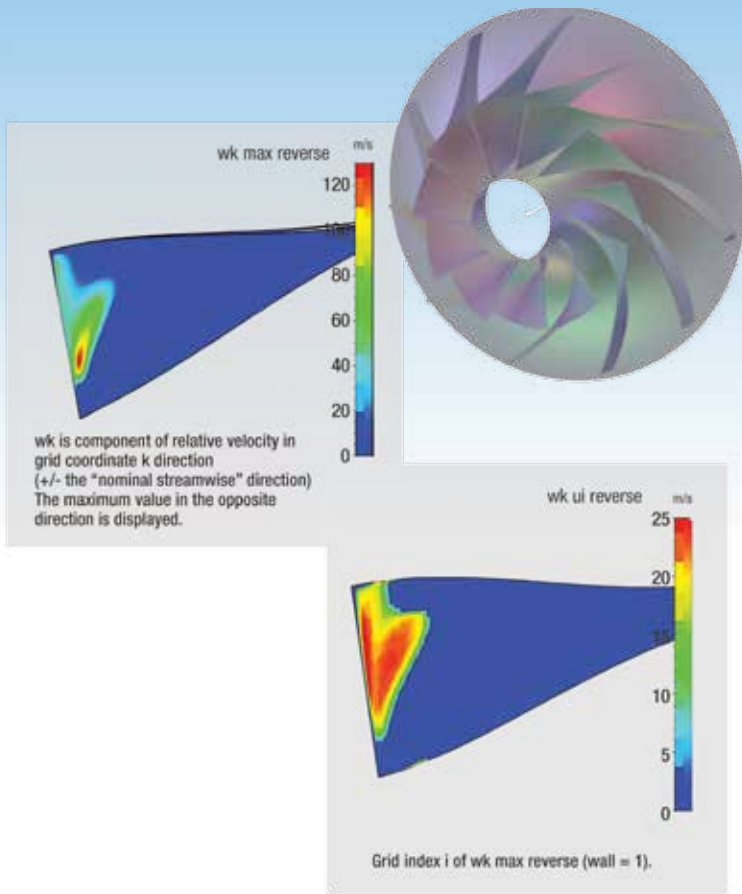 wk max reverse
m/s
120
100
80
60
40
20
0
wk is component of relative velocity in
grid coordinate k direction
(+/- the “nominal streamwise” direction)
The maximum value in the opposite
direction is displayed.
wk ui reverse
m/s
25
20
15
10
5
0
Grid index i of wk max reverse (wall = 1).